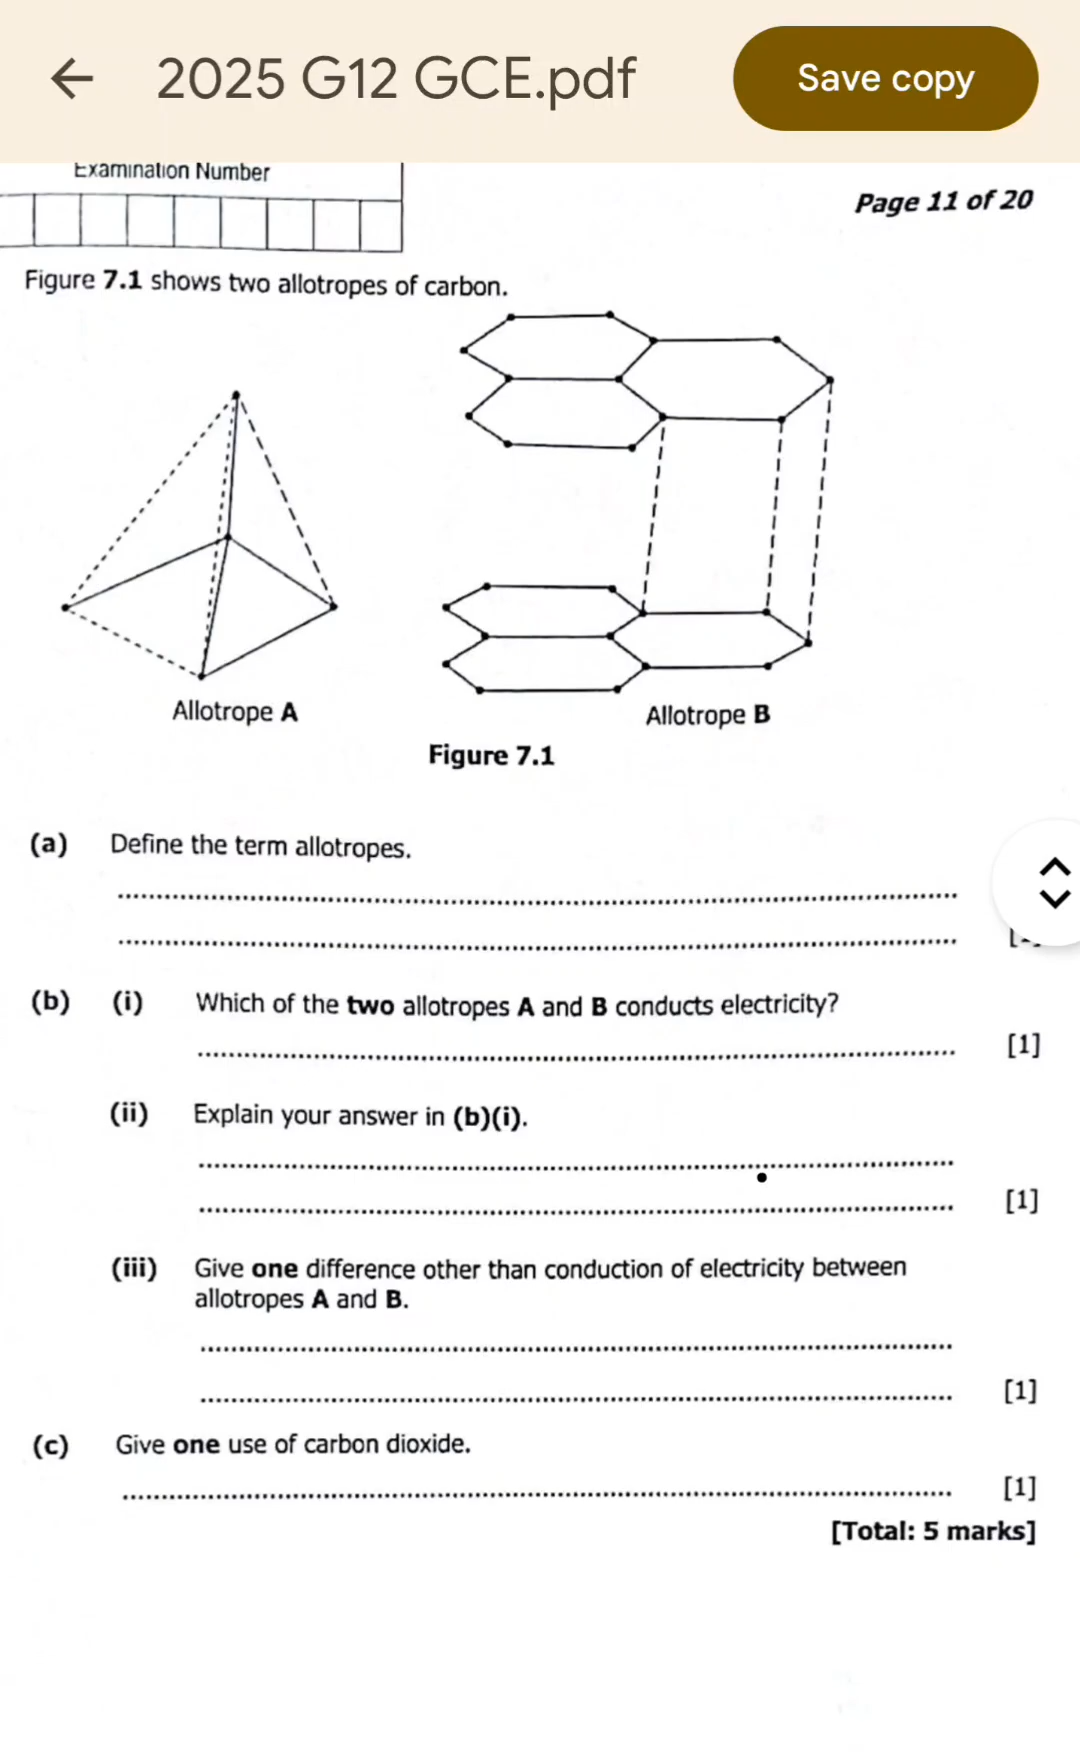 2025 G12 GCE.pdf
Save copy
Examination Number
Page 11 of 20
Figure 7.1 shows two allotropes of carbon.
Allotrope A
Allotrope B
Figure 7.1
(a) Define the term allotropes.
(b) (i) Which of the two allotropes A and B conducts electricity?
[1]
(ii) Explain your answer in (b)(i).
[1]
(iii) Give one difference other than conduction of electricity between
allotropes A and B.
[1]
(c) Give one use of carbon dioxide.
[1]
[Total: 5 marks]